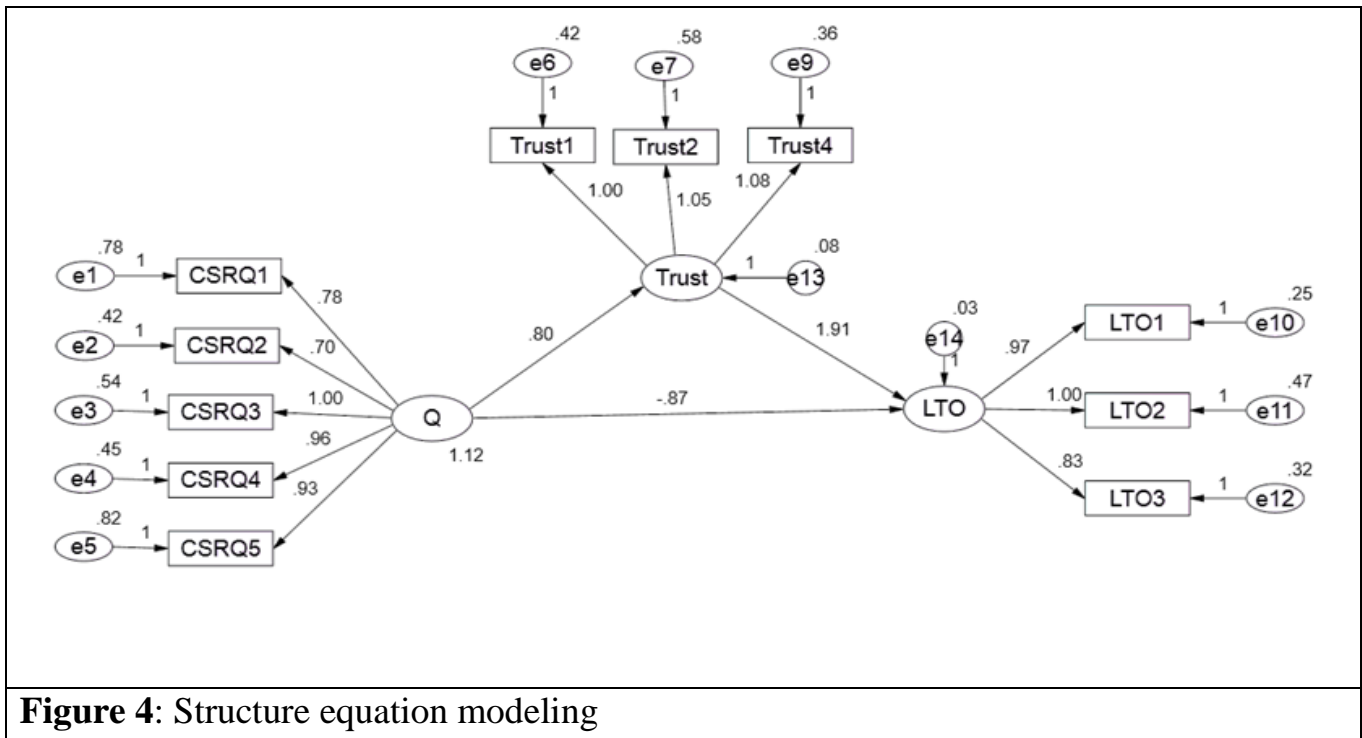 .42 .58 .36
e6 e7 e9
1 1 1
Trust1 Trust2 Trust4
1.00 1.05 1.08
.08
Trust 1 e13
.78
e1 1 CSRQ1
.78
.42
e2 1 CSRQ2
.70
.54
e3 1 CSRQ3
1.00
.45
e4 1 CSRQ4
.96
.82
e5 1 CSRQ5
.93
Q
1.12
.80
-.87
1.91
.03
e14
1
LTO
.97
LTO1 1 e10
.25
1.00
LTO2 1 e11
.47
.83
LTO3 1 e12
.32
Figure 4: Structure equation modeling